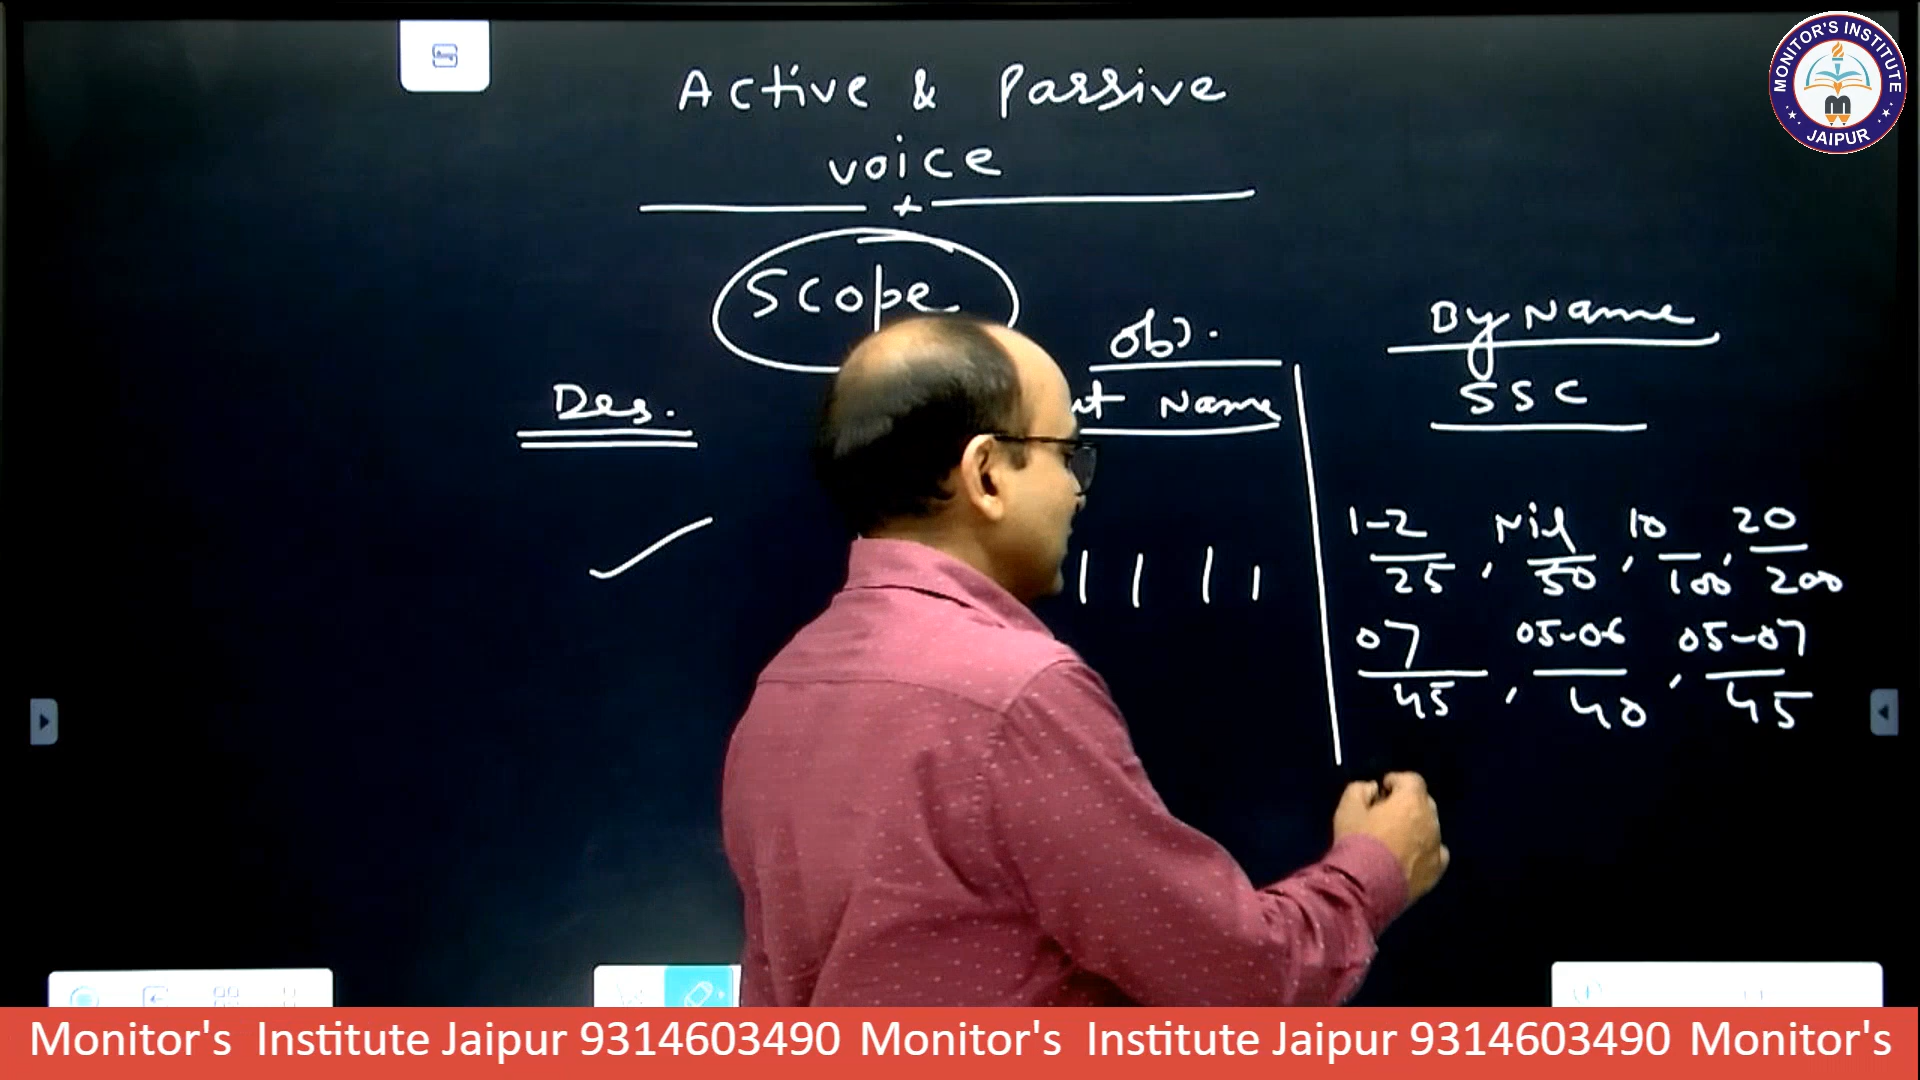 MONITOR'S INSTITUTE
JAIPUR
Active & Passive
voice
Scope
Des.
Obj.
Name
By Name
SSC
1-2/25, Nil/50, 10/100, 20/200
07/45, 05-06/40, 05-07/45
Monitor's Institute Jaipur 9314603490 Monitor's Institute Jaipur 9314603490 Monitor's